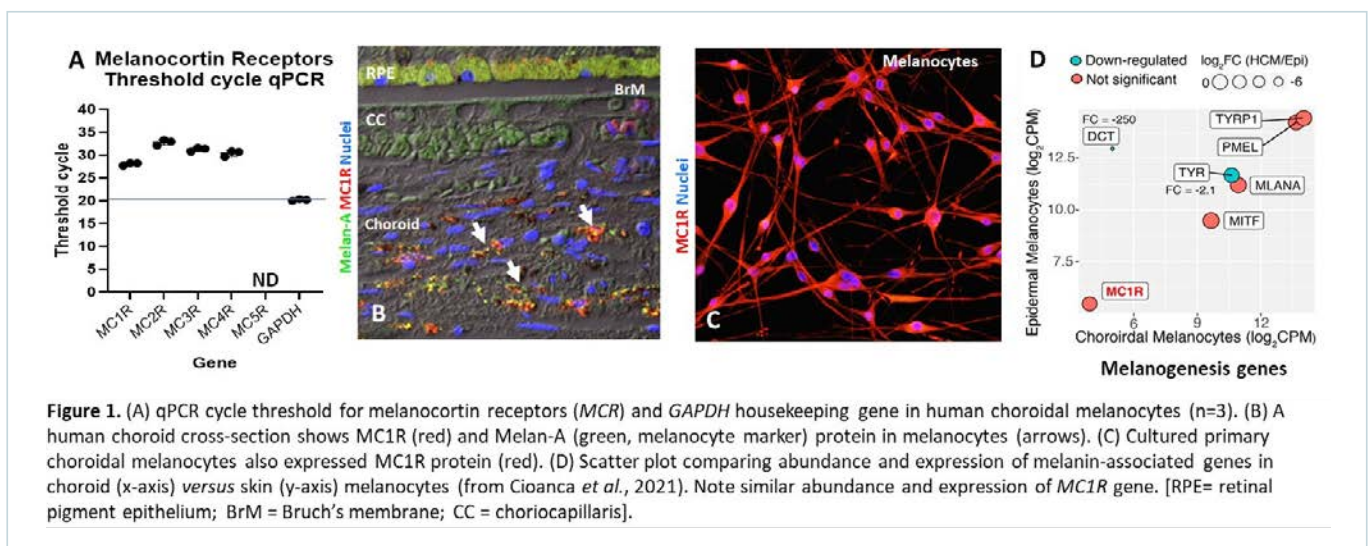 A Melanocortin Receptors
Threshold cycle qPCR
Threshold cycle
40
35
30
25
20
15
10
5
0
ND
MC1R
MC2R
MC3R
MC4R
MC5R
GAPDH
Gene
Melan-A MC1R Nuclei
RPE
BrM
CC
Choroid
B
MC1R Nuclei
Melanocytes
C
D
Down-regulated
Not significant
log2FC (HCM/Epi)
0 -6
Epidermal Melanocytes (log2CPM)
12.5
10.0
7.5
FC = -250
DCT
TYRP1
PMEL
TYR
FC = -2.1
MLANA
MITF
MC1R
6 9 12
Choroirdal Melanocytes (log2CPM)
Melanogenesis genes
Figure 1. (A) qPCR cycle threshold for melanocortin receptors (MCR) and GAPDH housekeeping gene in human choroidal melanocytes (n=3). (B) A
human choroid cross-section shows MC1R (red) and Melan-A (green, melanocyte marker) protein in melanocytes (arrows). (C) Cultured primary
choroidal melanocytes also expressed MC1R protein (red). (D) Scatter plot comparing abundance and expression of melanin-associated genes in
choroid (x-axis) versus skin (y-axis) melanocytes (from Cioanca et al., 2021). Note similar abundance and expression of MC1R gene. [RPE= retinal
pigment epithelium; BrM = Bruch’s membrane; CC = choriocapillaris].